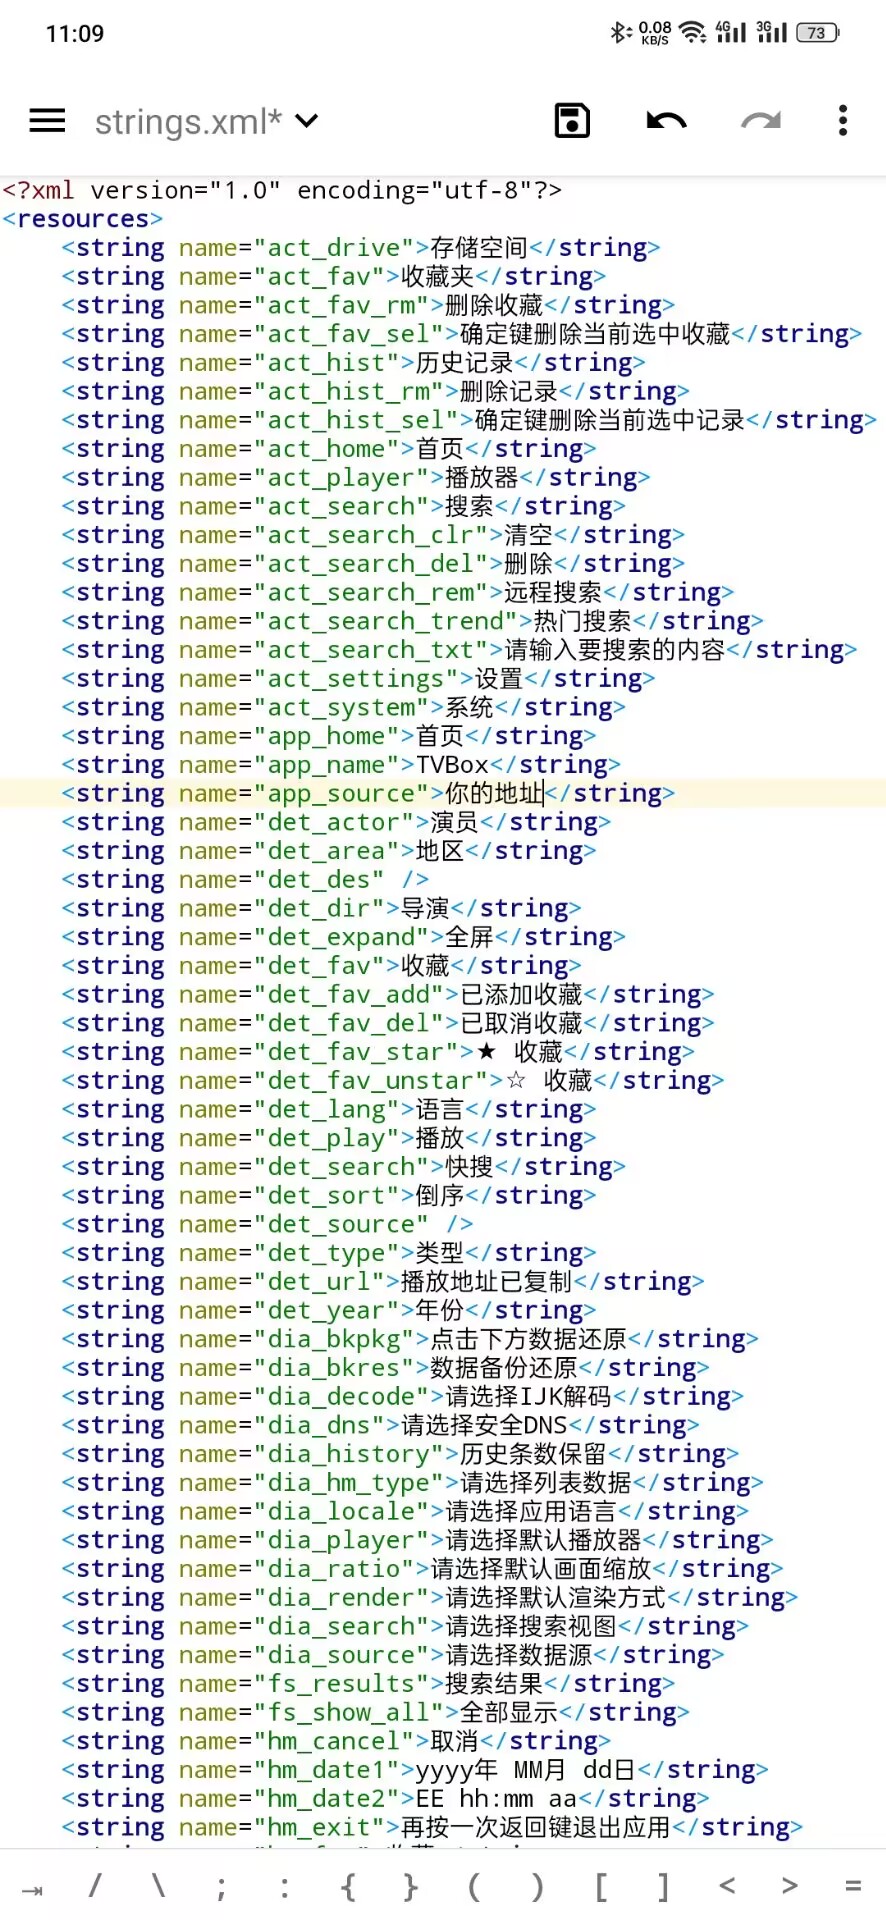 11:09
0.08 KB/S 4G 3G 73
strings.xml*
<?xml version="1.0" encoding="utf-8"?>
<resources>
<string name="act_drive">存储空间</string>
<string name="act_fav">收藏夹</string>
<string name="act_fav_rm">删除收藏</string>
<string name="act_fav_sel">确定键删除当前选中收藏</string>
<string name="act_hist">历史记录</string>
<string name="act_hist_rm">删除记录</string>
<string name="act_hist_sel">确定键删除当前选中记录</string>
<string name="act_home">首页</string>
<string name="act_player">播放器</string>
<string name="act_search">搜索</string>
<string name="act_search_clr">清空</string>
<string name="act_search_del">删除</string>
<string name="act_search_rem">远程搜索</string>
<string name="act_search_trend">热门搜索</string>
<string name="act_search_txt">请输入要搜索的内容</string>
<string name="act_settings">设置</string>
<string name="act_system">系统</string>
<string name="app_home">首页</string>
<string name="app_name">TVBox</string>
<string name="app_source">你的地址</string>
<string name="det_actor">演员</string>
<string name="det_area">地区</string>
<string name="det_des" />
<string name="det_dir">导演</string>
<string name="det_expand">全屏</string>
<string name="det_fav">收藏</string>
<string name="det_fav_add">已添加收藏</string>
<string name="det_fav_del">已取消收藏</string>
<string name="det_fav_star">★ 收藏</string>
<string name="det_fav_unstar">☆ 收藏</string>
<string name="det_lang">语言</string>
<string name="det_play">播放</string>
<string name="det_search">快搜</string>
<string name="det_sort">倒序</string>
<string name="det_source" />
<string name="det_type">类型</string>
<string name="det_url">播放地址已复制</string>
<string name="det_year">年份</string>
<string name="dia_bkpkg">点击下方数据还原</string>
<string name="dia_bkres">数据备份还原</string>
<string name="dia_decode">请选择IJK解码</string>
<string name="dia_dns">请选择安全DNS</string>
<string name="dia_history">历史条数保留</string>
<string name="dia_hm_type">请选择列表数据</string>
<string name="dia_locale">请选择应用语言</string>
<string name="dia_player">请选择默认播放器</string>
<string name="dia_ratio">请选择默认画面缩放</string>
<string name="dia_render">请选择默认渲染方式</string>
<string name="dia_search">请选择搜索视图</string>
<string name="dia_source">请选择数据源</string>
<string name="fs_results">搜索结果</string>
<string name="fs_show_all">全部显示</string>
<string name="hm_cancel">取消</string>
<string name="hm_date1">yyyy年 MM月 dd日</string>
<string name="hm_date2">EE hh:mm aa</string>
<string name="hm_exit">再按一次返回键退出应用</string>
/ \ ; : { } ( ) [ ] < > =